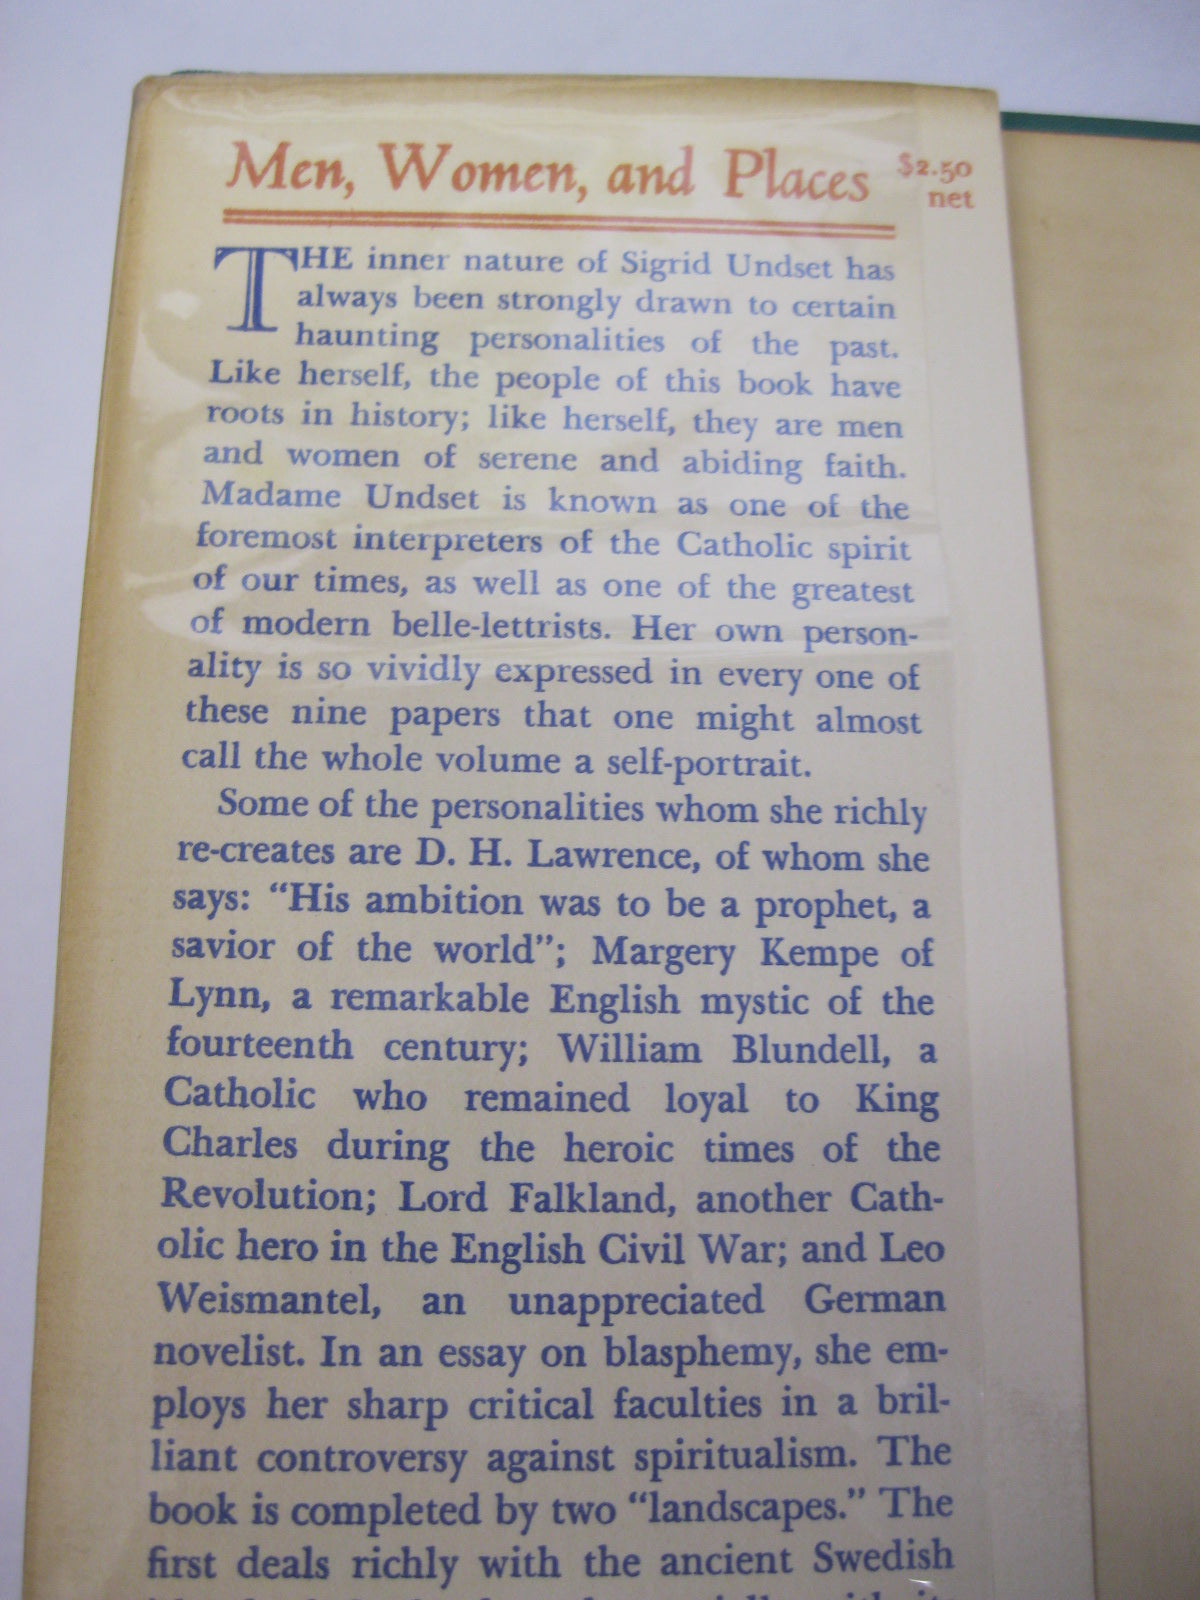 Men, Women, and Places
$2.50
net
THE inner nature of Sigrid Undset has
always been strongly drawn to certain
haunting personalities of the past.
Like herself, the people of this book have
roots in history; like herself, they are men
and women of serene and abiding faith.
Madame Undset is known as one of the
foremost interpreters of the Catholic spirit
of our times, as well as one of the greatest
of modern belle-lettrists. Her own person-
ality is so vividly expressed in every one of
these nine papers that one might almost
call the whole volume a self-portrait.
Some of the personalities whom she richly
re-creates are D. H. Lawrence, of whom she
says: “His ambition was to be a prophet, a
savior of the world”; Margery Kempe of
Lynn, a remarkable English mystic of the
fourteenth century; William Blundell, a
Catholic who remained loyal to King
Charles during the heroic times of the
Revolution; Lord Falkland, another Cath-
olic hero in the English Civil War; and Leo
Weismantel, an unappreciated German
novelist. In an essay on blasphemy, she em-
ploys her sharp critical faculties in a bril-
liant controversy against spiritualism. The
book is completed by two “landscapes.” The
first deals richly with the ancient Swedish